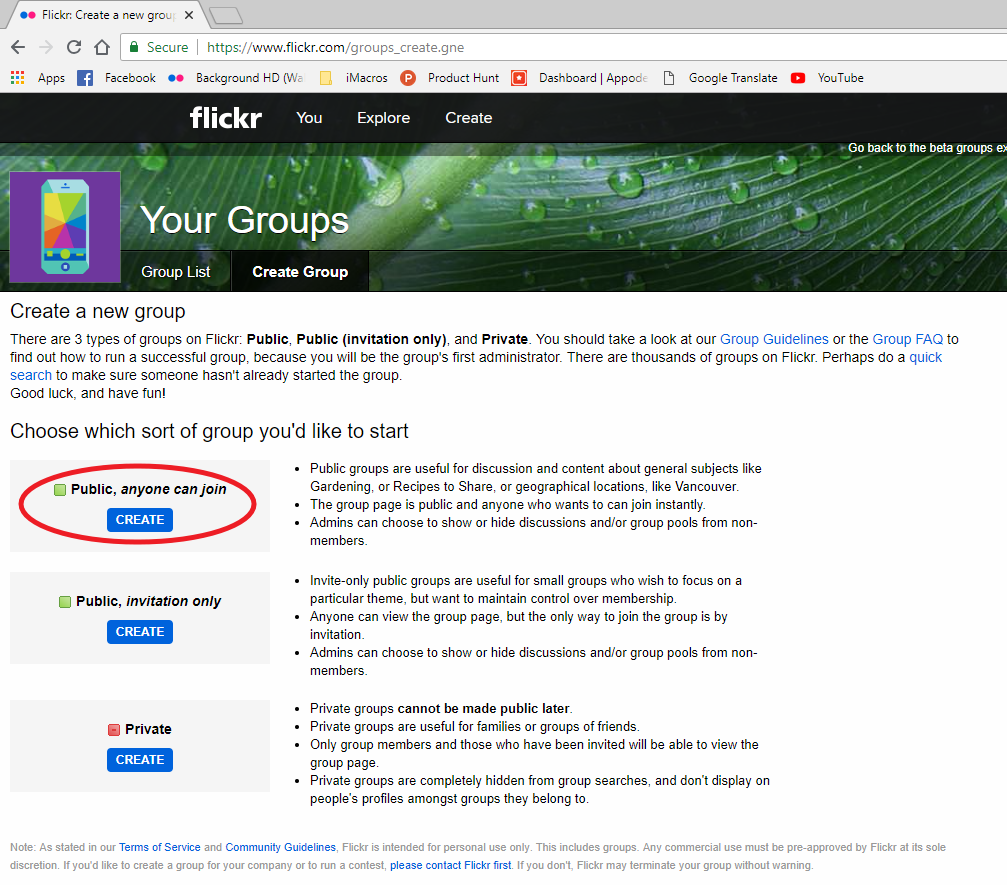 Flickr: Create a new grou
Secure | https://www.flickr.com/groups_create.gne
Apps Facebook Background HD (Wa iMacros Product Hunt Dashboard | Appode Google Translate YouTube
flickr You Explore Create
Go back to the beta groups ex
Your Groups
Group List Create Group
Create a new group
There are 3 types of groups on Flickr: Public, Public (invitation only), and Private. You should take a look at our Group Guidelines or the Group FAQ to
find out how to run a successful group, because you will be the group's first administrator. There are thousands of groups on Flickr. Perhaps do a quick
search to make sure someone hasn't already started the group.
Good luck, and have fun!
Choose which sort of group you'd like to start
Public, anyone can join
CREATE
• Public groups are useful for discussion and content about general subjects like
Gardening, or Recipes to Share, or geographical locations, like Vancouver.
• The group page is public and anyone who wants to can join instantly.
• Admins can choose to show or hide discussions and/or group pools from non-
members.
Public, invitation only
CREATE
• Invite-only public groups are useful for small groups who wish to focus on a
particular theme, but want to maintain control over membership.
• Anyone can view the group page, but the only way to join the group is by
invitation.
• Admins can choose to show or hide discussions and/or group pools from non-
members.
Private
CREATE
• Private groups cannot be made public later.
• Private groups are useful for families or groups of friends.
• Only group members and those who have been invited will be able to view the
group page.
• Private groups are completely hidden from group searches, and don't display on
people's profiles amongst groups they belong to.
Note: As stated in our Terms of Service and Community Guidelines, Flickr is intended for personal use only. This includes groups. Any commercial use must be pre-approved by Flickr at its sole
discretion. If you'd like to create a group for your company or to run a contest, please contact Flickr first. If you don't, Flickr may terminate your group without warning.